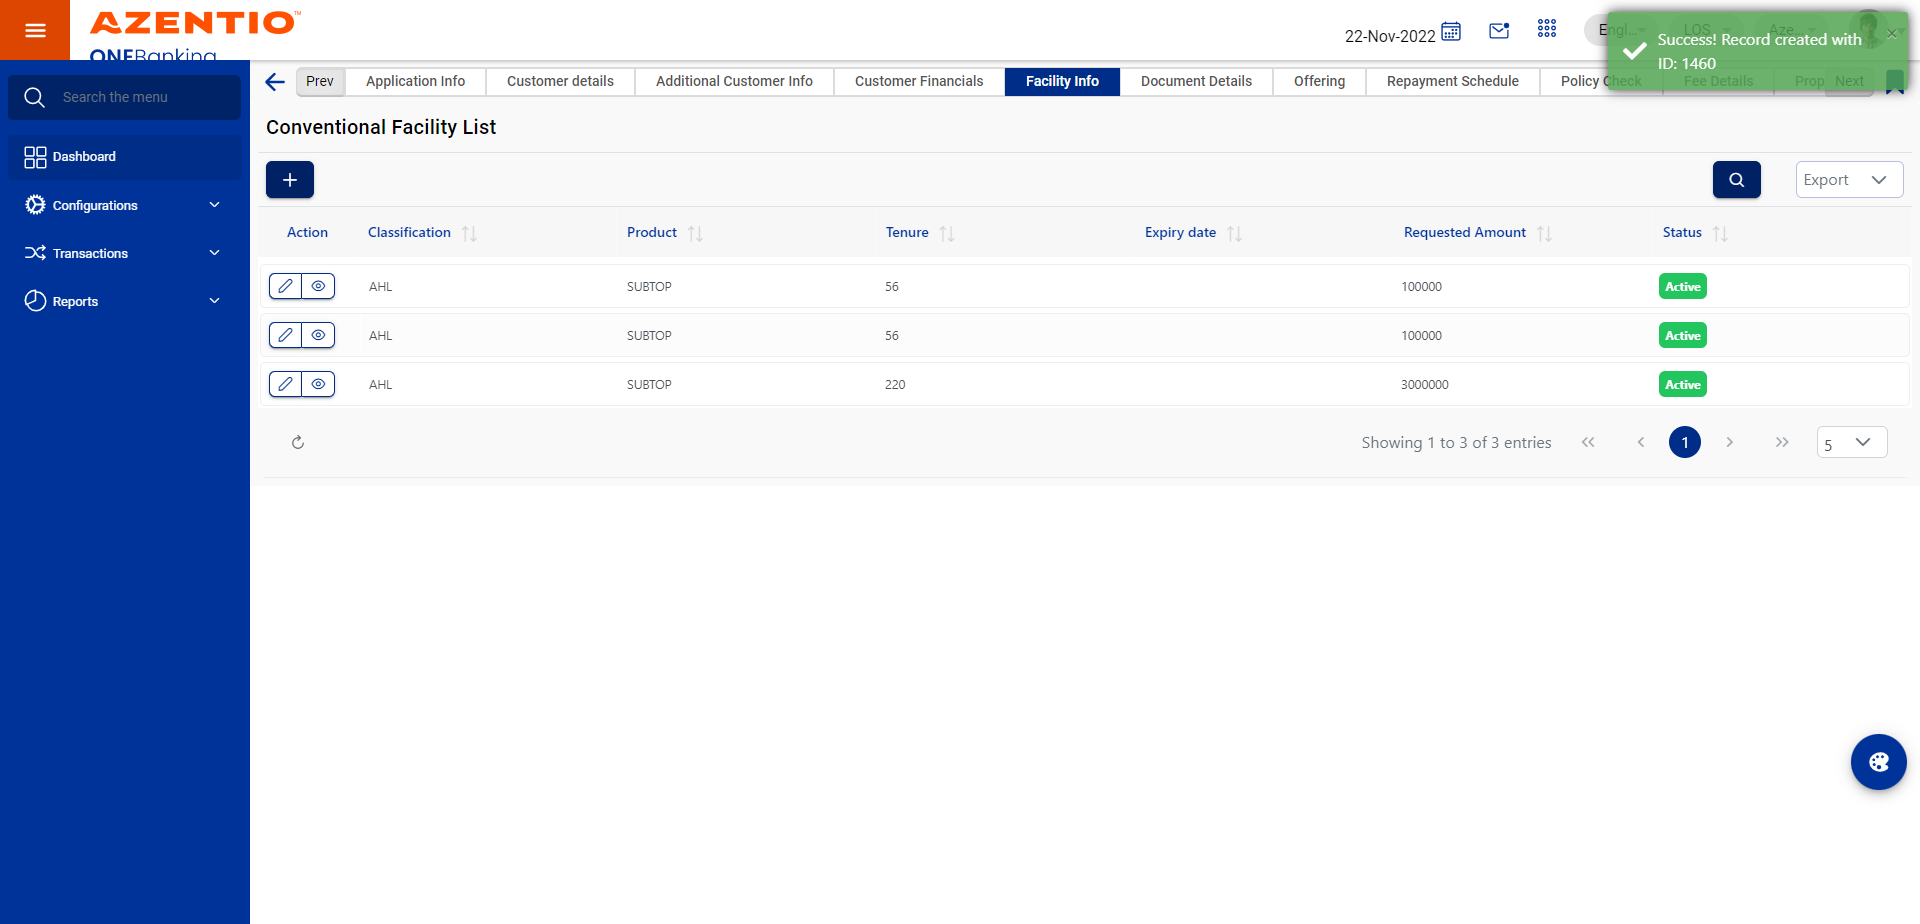 AZENTIO™
ONEBanking
22-Nov-2022
Success! Record created with
ID: 1460
Search the menu
Dashboard
Configurations
Transactions
Reports
Prev
Application Info
Customer details
Additional Customer Info
Customer Financials
Facility Info
Document Details
Offering
Repayment Schedule
Policy Check
Fee Details
Prop
Next
Conventional Facility List
Export
Action Classification Product Tenure Expiry date Requested Amount Status
AHL SUBTOP 56 100000 Active
AHL SUBTOP 56 100000 Active
AHL SUBTOP 220 3000000 Active
Showing 1 to 3 of 3 entries
1
5